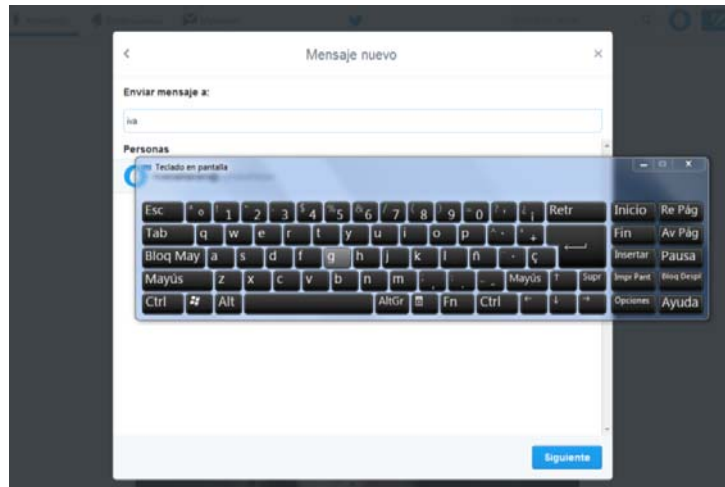 Mensaje nuevo
Enviar mensaje a:
iva
Personas
Teclado en pantalla
Esc º 0 ! 1 " 2 · 3 $ 4 % 5 & 6 / 7 ( 8 ) 9 = 0 ? ' ¿ ¡ Retr Inicio Re Pág
Tab q w e r t y u i o p ^ * + Fin Av Pág
Bloq May a s d f g h j k l ñ ç Insertar Pausa
Mayús z x c v b n m ; , : . _ - Mayús ↑ Supr Impr Pant Bloq Despl
Ctrl Alt AltGr Fn Ctrl ← ↓ → Opciones Ayuda
Siguiente